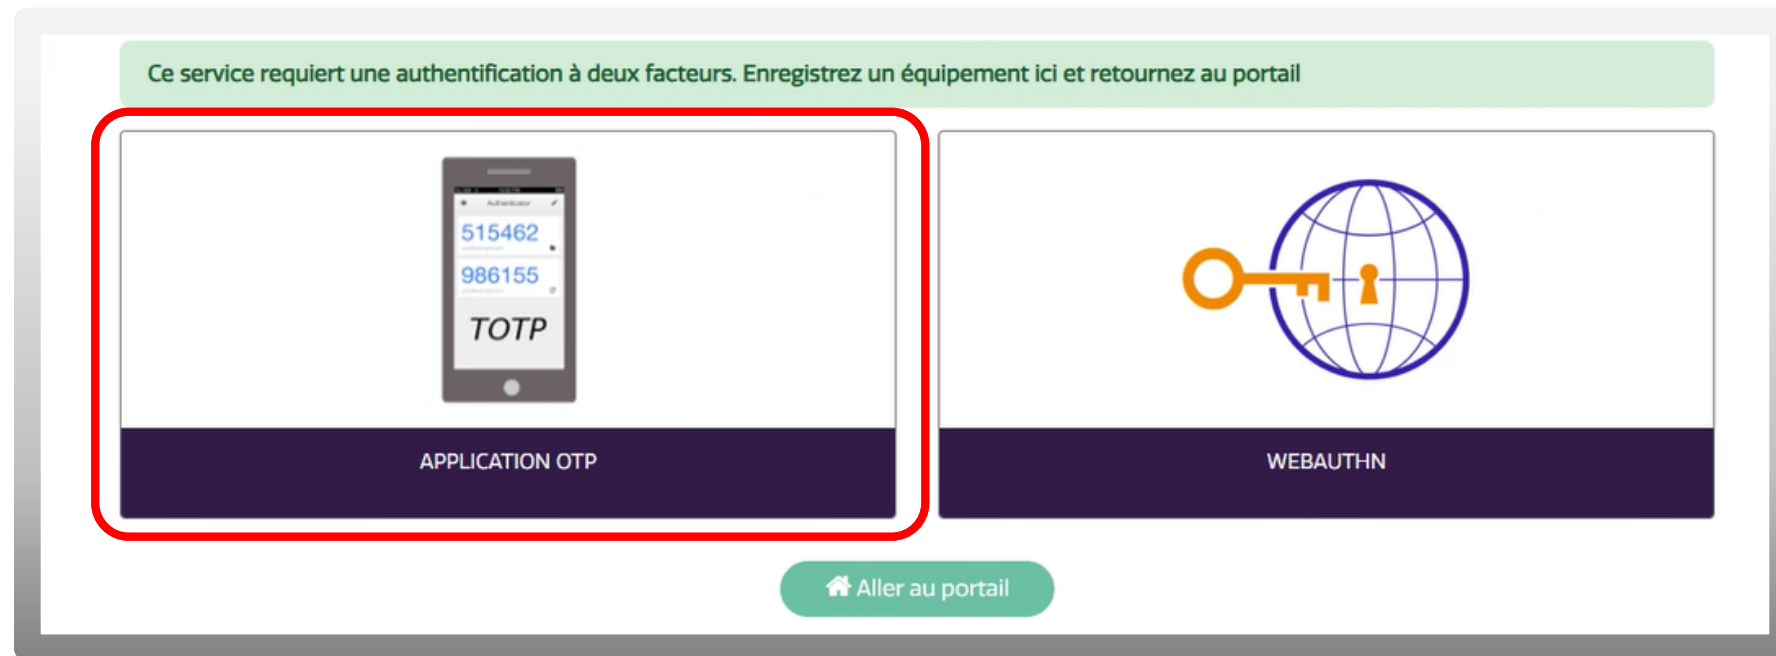 Ce service requiert une authentification à deux facteurs. Enregistrez un équipement ici et retournez au portail
Authenticator
515462
986155
TOTP
APPLICATION OTP
WEBAUTHN
Aller au portail